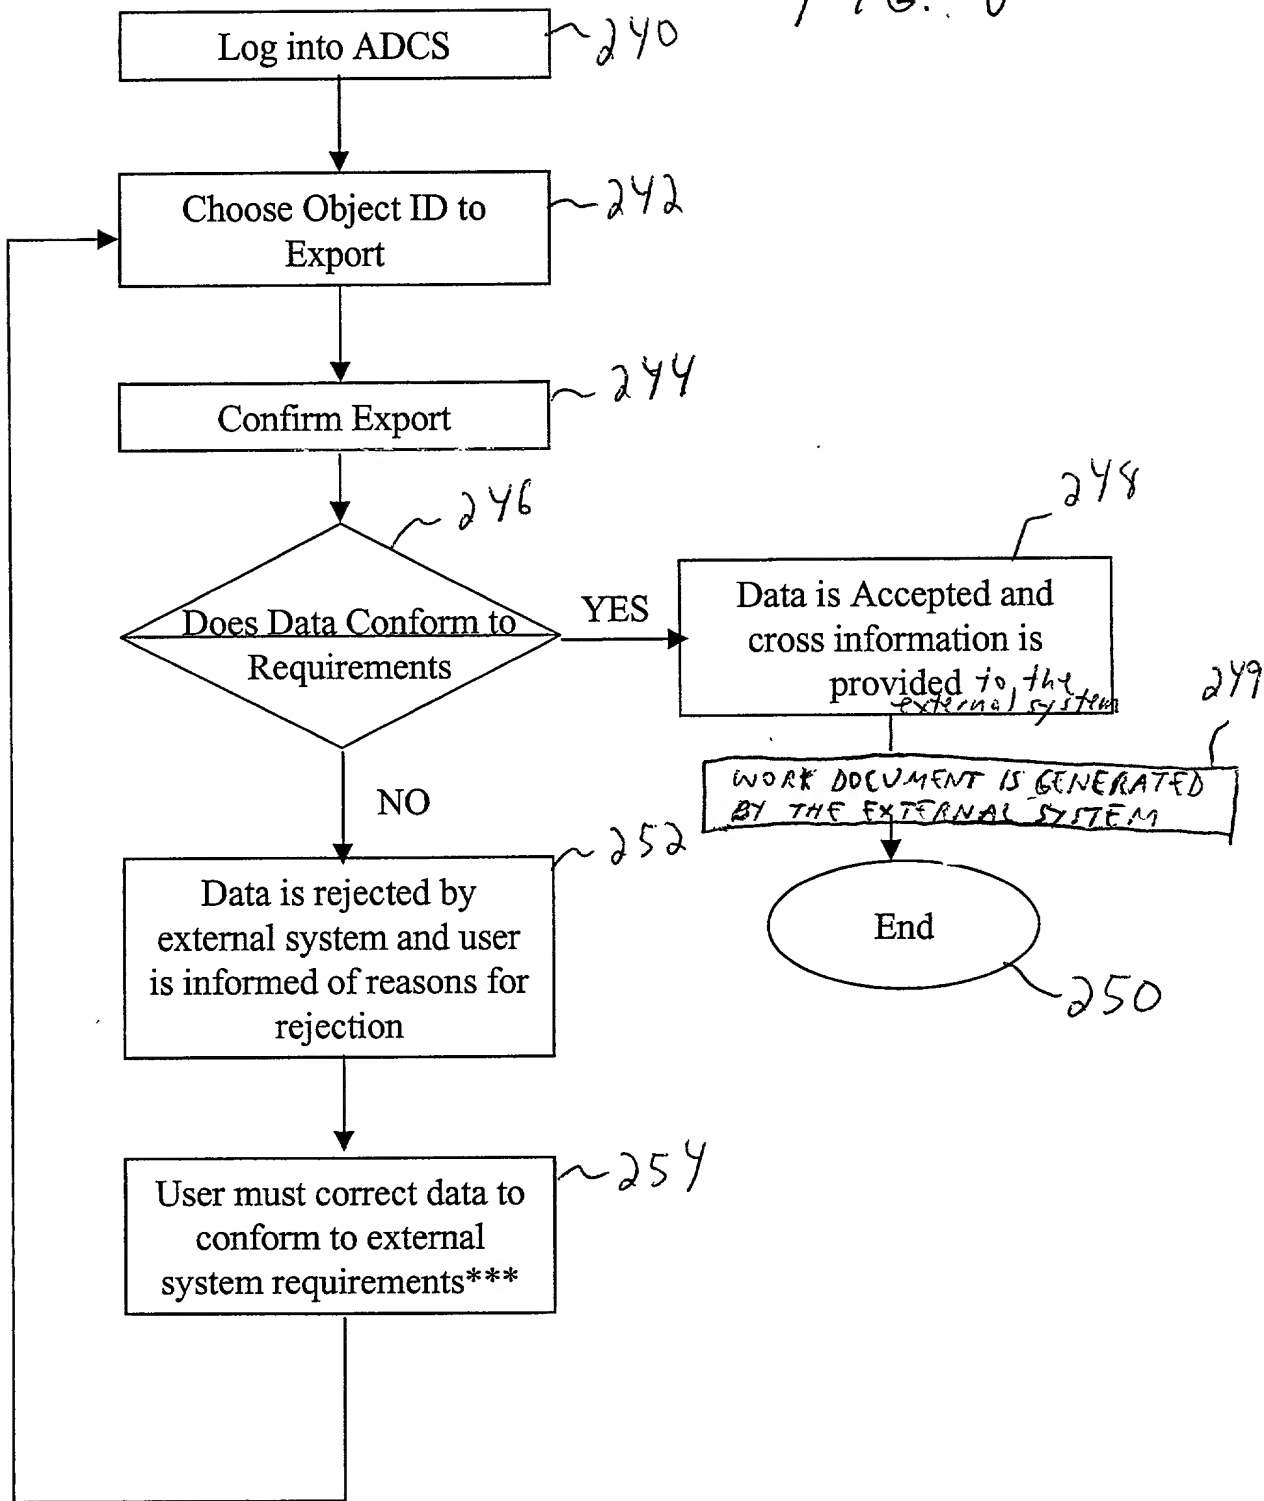 Log into ADCS
240
Choose Object ID to
Export
242
Confirm Export
244
246
Does Data Conform to
Requirements
YES
248
Data is Accepted and
cross information is
provided to the
external system
249
WORK DOCUMENT IS GENERATED
BY THE EXTERNAL SYSTEM
End
250
NO
252
Data is rejected by
external system and user
is informed of reasons for
rejection
254
User must correct data to
conform to external
system requirements***